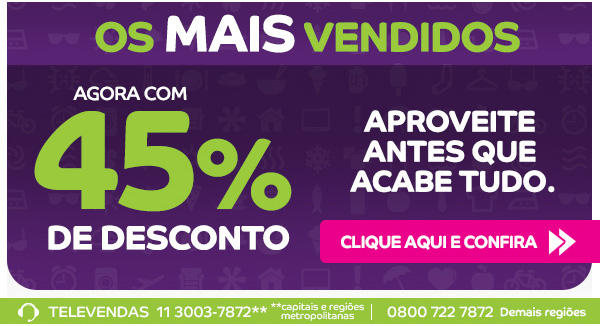 OS MAIS VENDIDOS
AGORA COM
45%
DE DESCONTO
APROVEITE
ANTES QUE
ACABE TUDO.
CLIQUE AQUI E CONFIRA
TELEVENDAS 11 3003-7872** **capitais e regiões metropolitanas | 0800 722 7872 Demais regiões